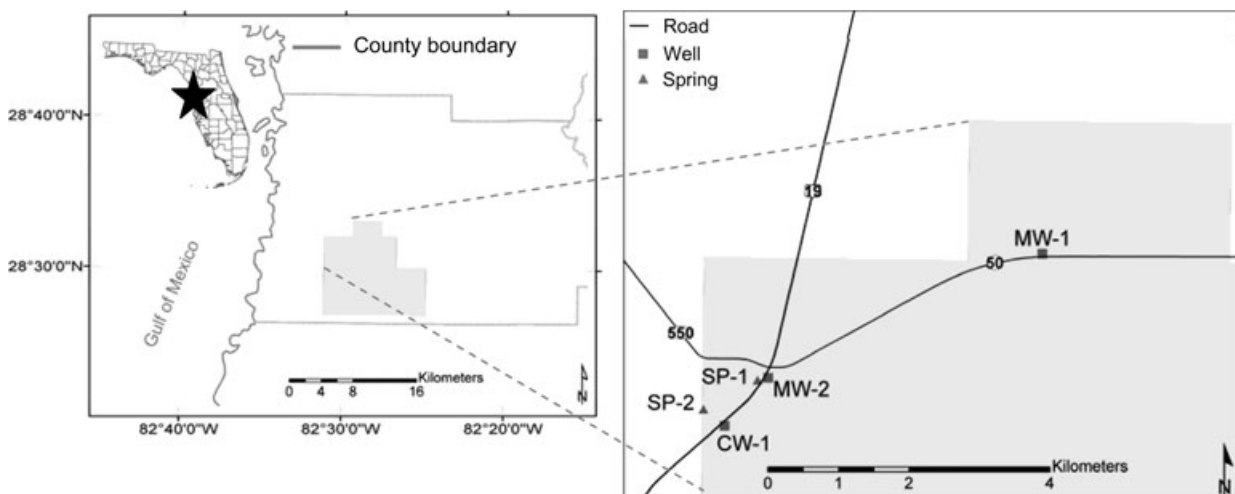 County boundary
28°40'0"N
28°30'0"N
Gulf of Mexico
Kilometers
0 2 4 8 16
N
82°40'0"W
82°30'0"W
82°20'0"W
Road
Well
Spring
19
MW-1
50
550
SP-1
MW-2
SP-2
CW-1
Kilometers
0 1 2 4
N